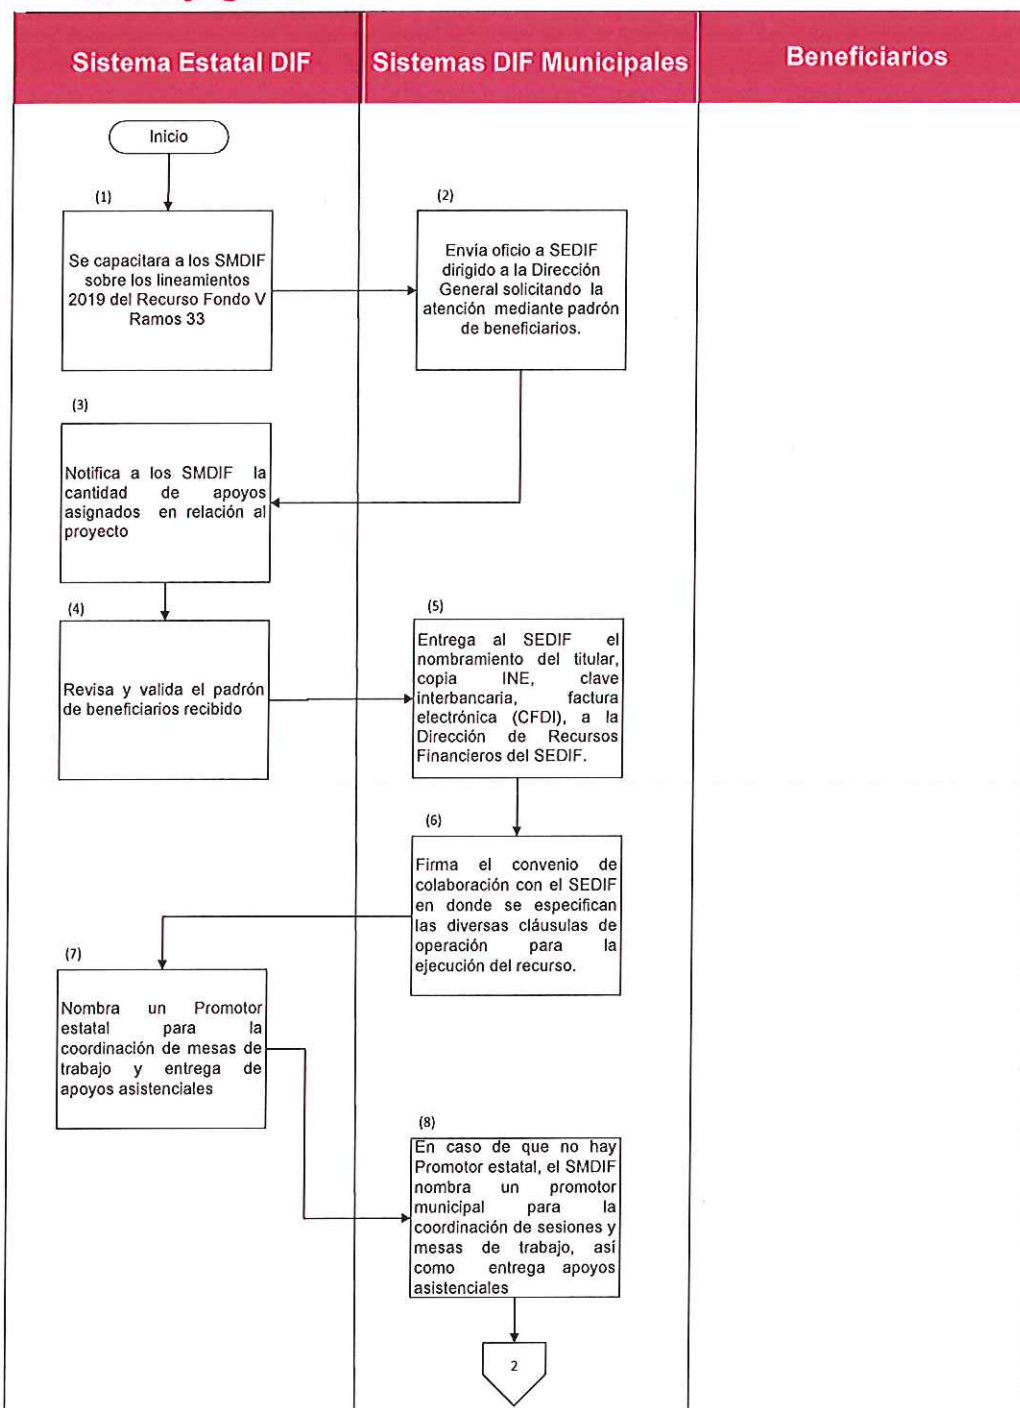 Sistema Estatal DIF
Sistemas DIF Municipales
Beneficiarios
Inicio
(1)
Se capacitara a los SMDIF
sobre los lineamientos
2019 del Recurso Fondo V
Ramos 33
(2)
Envía oficio a SEDIF
dirigido a la Dirección
General solicitando la
atención mediante padrón
de beneficiarios.
(3)
Notifica a los SMDIF la
cantidad de apoyos
asignados en relación al
proyecto
(4)
Revisa y valida el padrón
de beneficiarios recibido
(5)
Entrega al SEDIF el
nombramiento del titular,
copia INE, clave
interbancaria, factura
electrónica (CFDI), a la
Dirección de Recursos
Financieros del SEDIF.
(6)
Firma el convenio de
colaboración con el SEDIF
en donde se especifican
las diversas cláusulas de
operación para la
ejecución del recurso.
(7)
Nombra un Promotor
estatal para la
coordinación de mesas de
trabajo y entrega de
apoyos asistenciales
(8)
En caso de que no hay
Promotor estatal, el SMDIF
nombra un promotor
municipal para la
coordinación de sesiones y
mesas de trabajo, así
como entrega apoyos
asistenciales
2